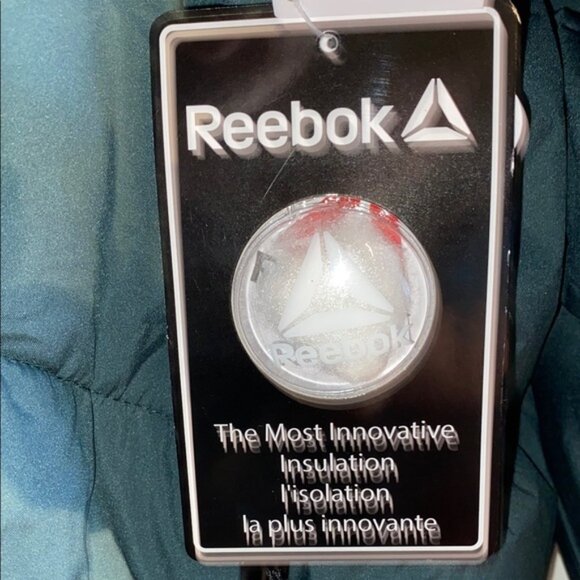 Reebok
Reebok
The Most Innovative
Insulation
l'isolation
la plus innovante